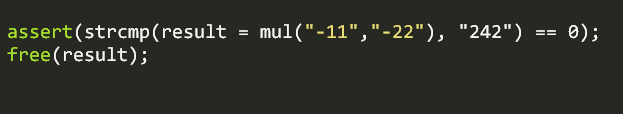 assert(strcmp(result = mul("-11","-22"), "242") == 0);
free(result);